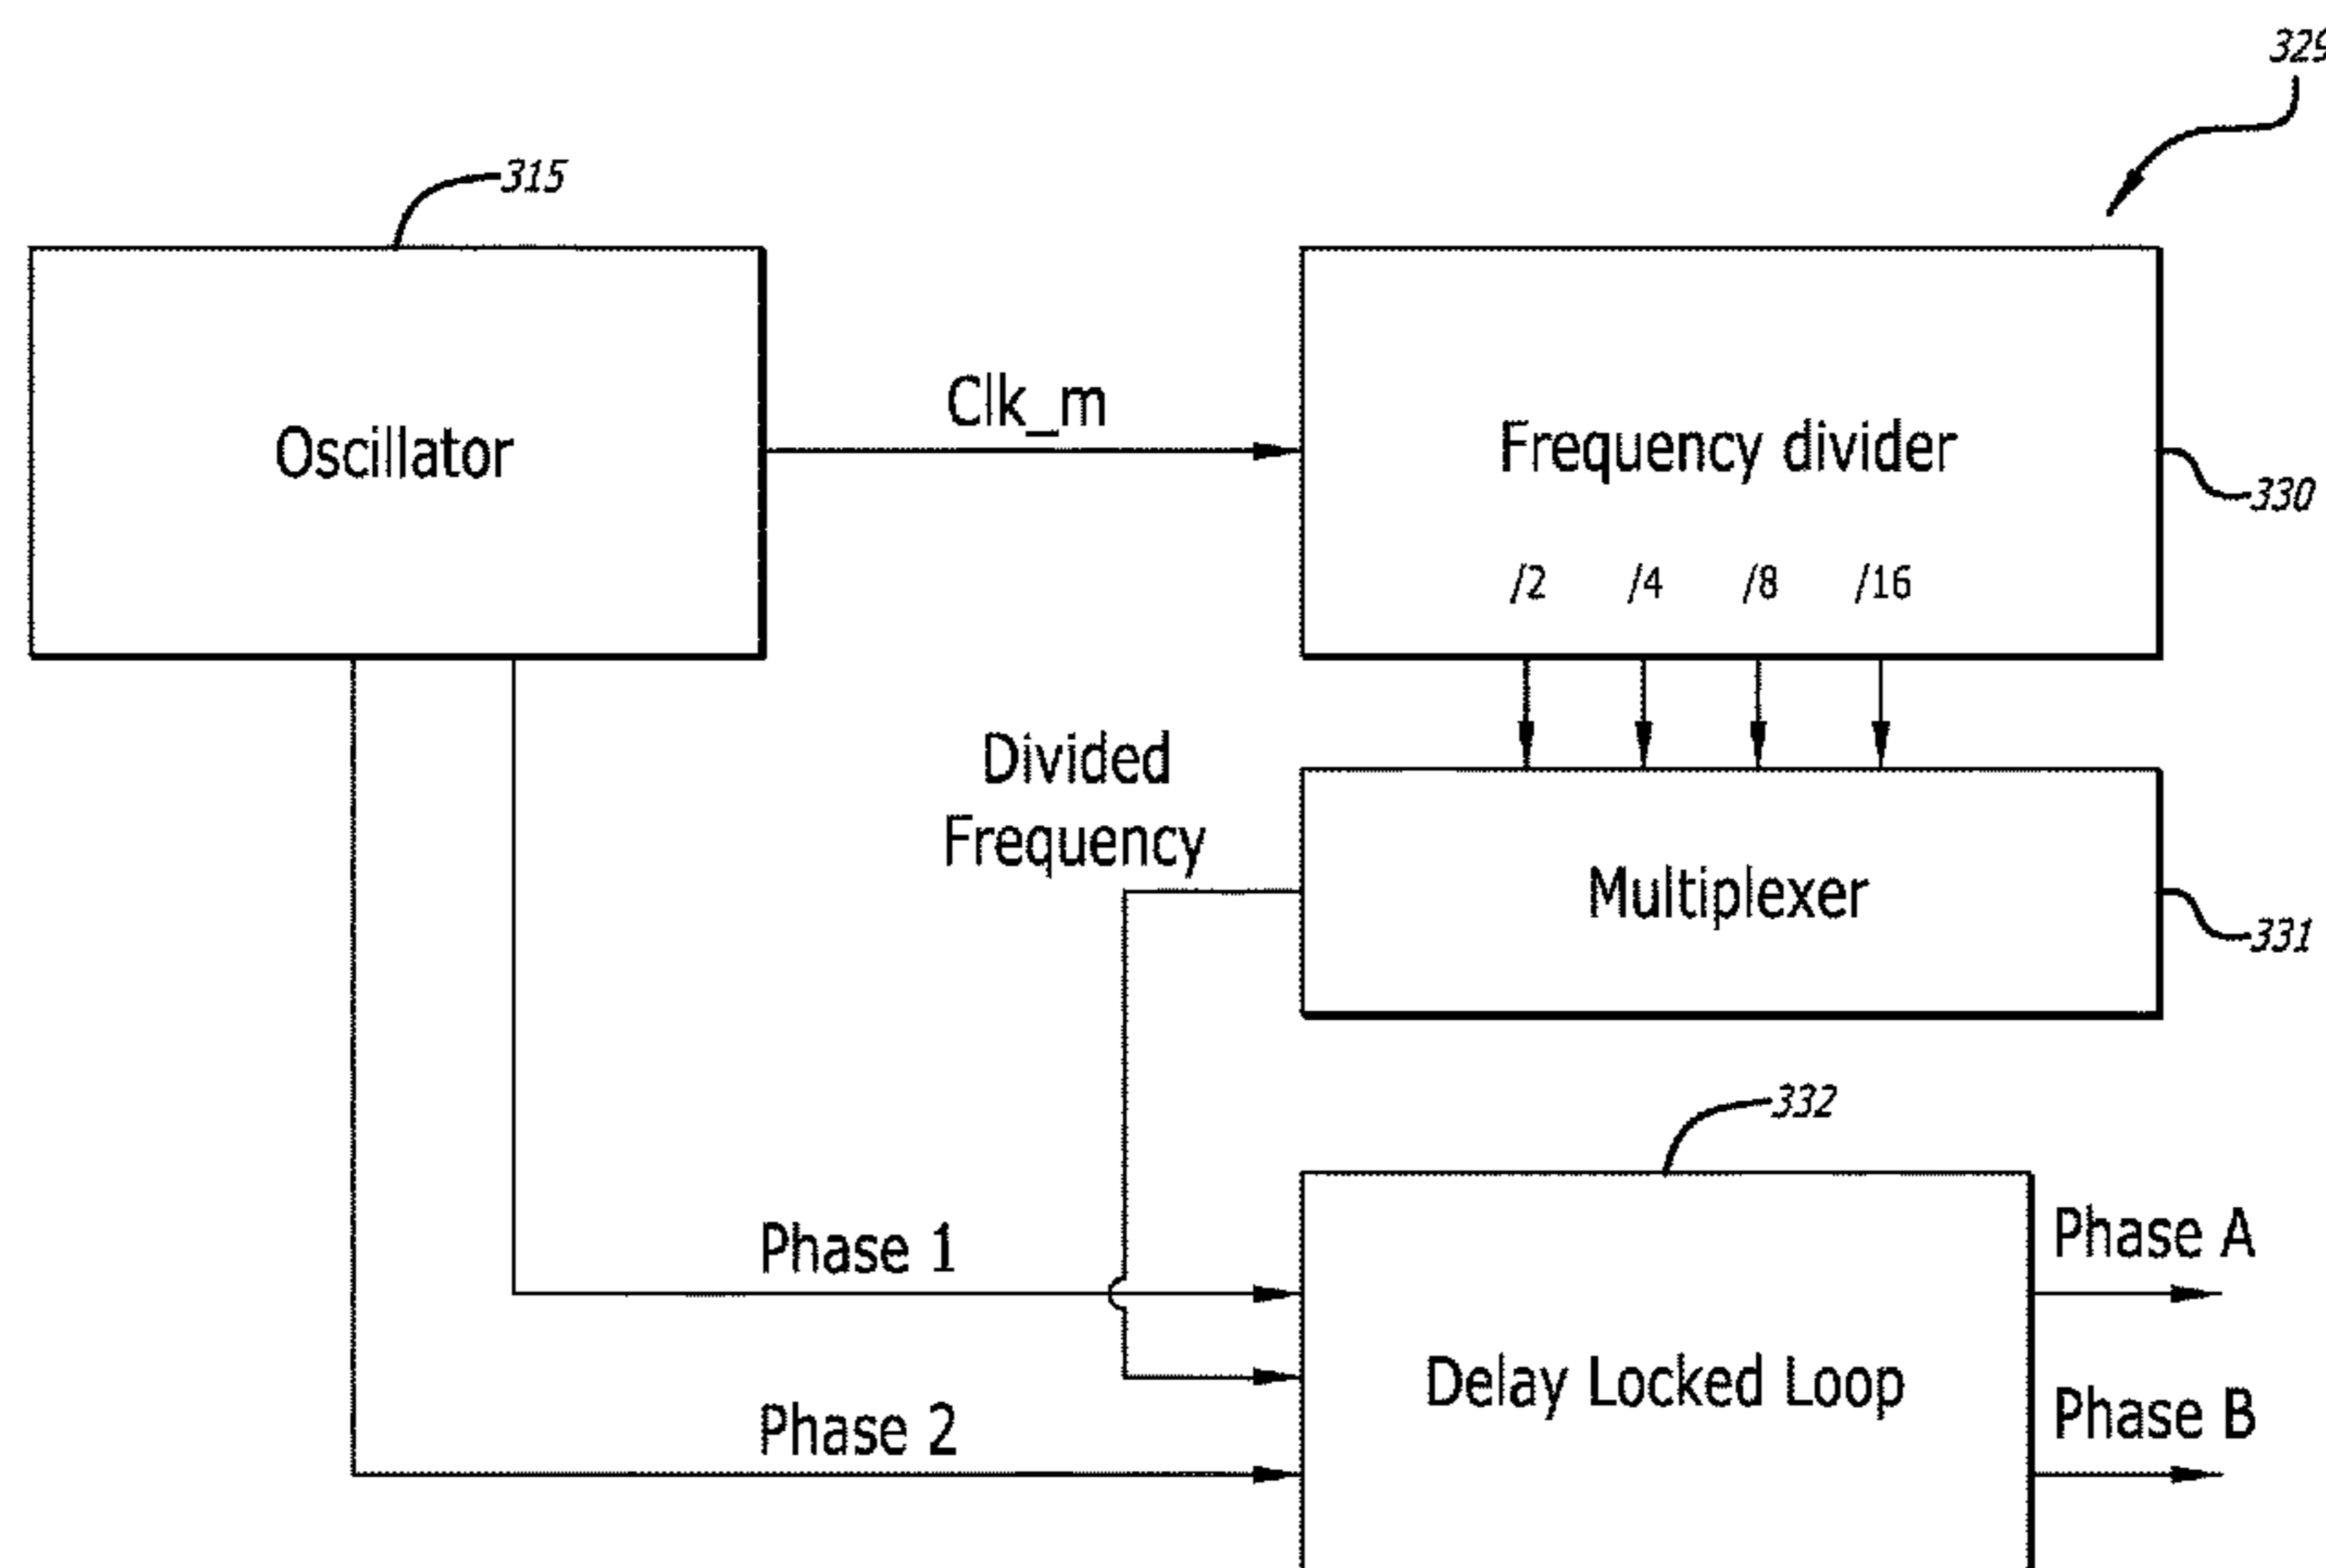 329
315
Oscillator
Clk_m
Frequency divider
330
/2 /4 /8 /16
Divided
Frequency
Multiplexer
331
332
Phase 1
Phase A
Delay Locked Loop
Phase 2
Phase B